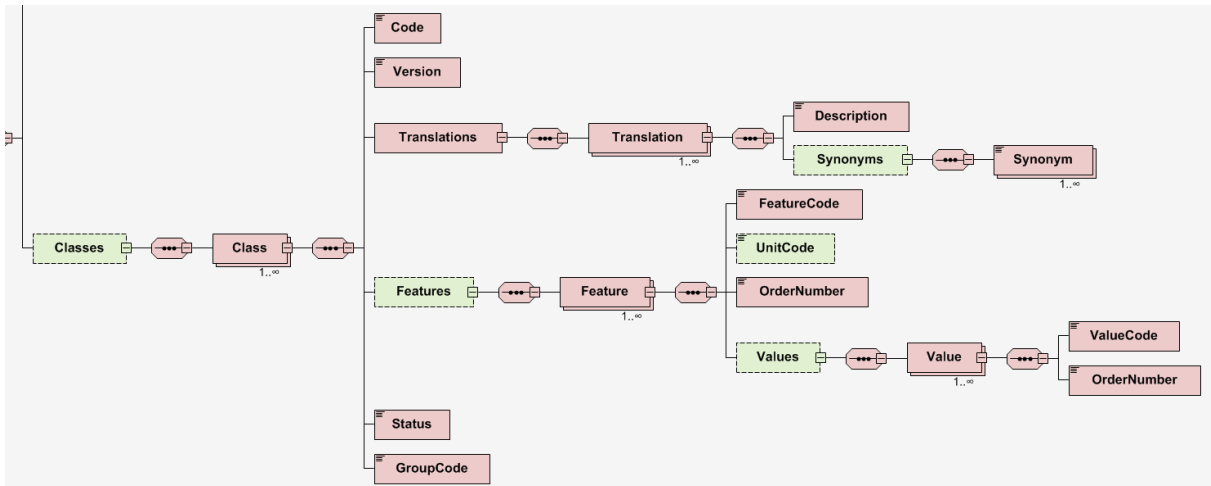 Code
Version
Translations
Translation
1..∞
Description
Synonyms
Synonym
1..∞
Classes
Class
1..∞
Features
Feature
1..∞
FeatureCode
UnitCode
OrderNumber
Values
Value
1..∞
ValueCode
OrderNumber
Status
GroupCode